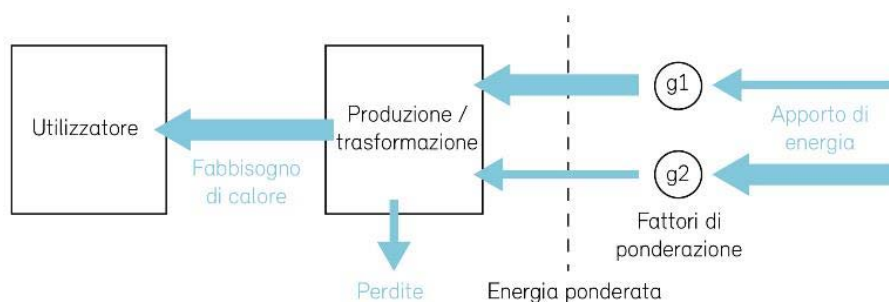 Utilizzatore
Fabbisogno
di calore
Produzione /
trasformazione
Perdite
Energia ponderata
g1
g2
Fattori di
ponderazione
Apporto di
energia